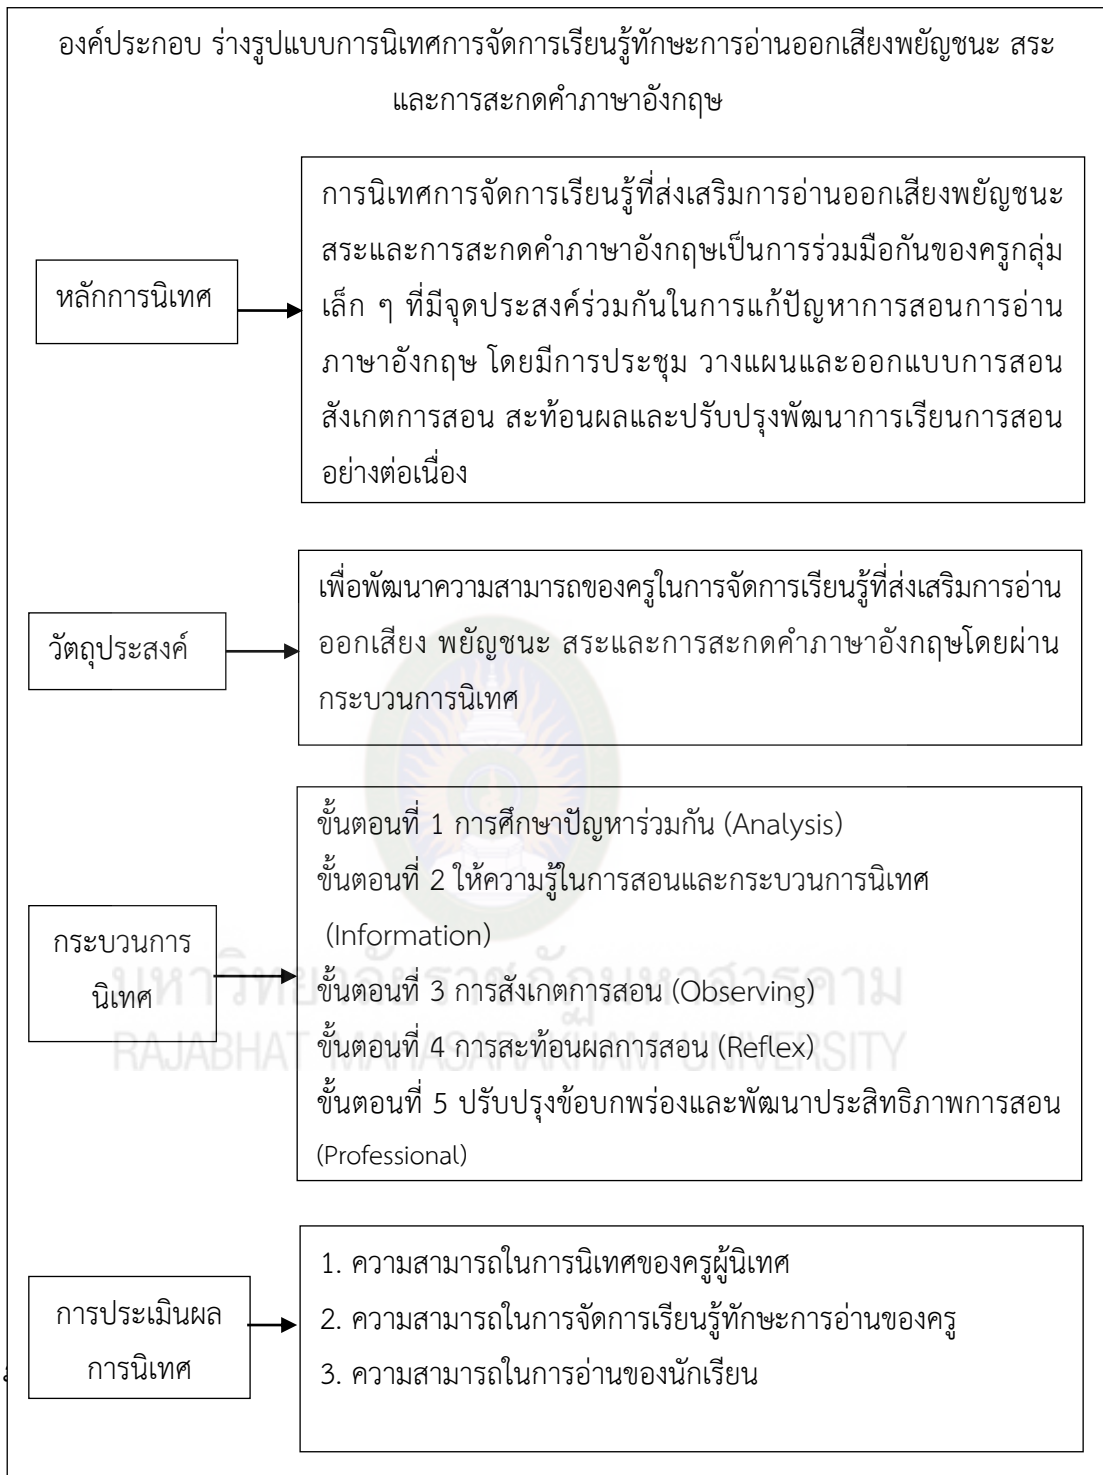 องค์ประกอบ ร่างรูปแบบการนิเทศการจัดการเรียนรู้ทักษะการอ่านออกเสียงพยัญชนะ สระ
และการสะกดคำภาษาอังกฤษ
หลักการนิเทศ
การนิเทศการจัดการเรียนรู้ที่ส่งเสริมการอ่านออกเสียงพยัญชนะ
สระและการสะกดคำภาษาอังกฤษเป็นการร่วมมือกันของครูกลุ่ม
เล็ก ๆ ที่มีจุดประสงค์ร่วมกันในการแก้ปัญหาการสอนการอ่าน
ภาษาอังกฤษ โดยมีการประชุม วางแผนและออกแบบการสอน
สังเกตการสอน สะท้อนผลและปรับปรุงพัฒนาการเรียนการสอน
อย่างต่อเนื่อง
วัตถุประสงค์
เพื่อพัฒนาความสามารถของครูในการจัดการเรียนรู้ที่ส่งเสริมการอ่าน
ออกเสียง พยัญชนะ สระและการสะกดคำภาษาอังกฤษโดยผ่าน
กระบวนการนิเทศ
กระบวนการ
นิเทศ
ขั้นตอนที่ 1 การศึกษาปัญหาร่วมกัน (Analysis)
ขั้นตอนที่ 2 ให้ความรู้ในการสอนและกระบวนการนิเทศ
(Information)
ขั้นตอนที่ 3 การสังเกตการสอน (Observing)
ขั้นตอนที่ 4 การสะท้อนผลการสอน (Reflex)
ขั้นตอนที่ 5 ปรับปรุงข้อบกพร่องและพัฒนาประสิทธิภาพการสอน
(Professional)
มหาวิทยาลัยราชภัฏมหาสารคาม
RAJABHAT MAHASARAKHAM UNIVERSITY
การประเมินผล
การนิเทศ
1. ความสามารถในการนิเทศของครูผู้นิเทศ
2. ความสามารถในการจัดการเรียนรู้ทักษะการอ่านของครู
3. ความสามารถในการอ่านของนักเรียน